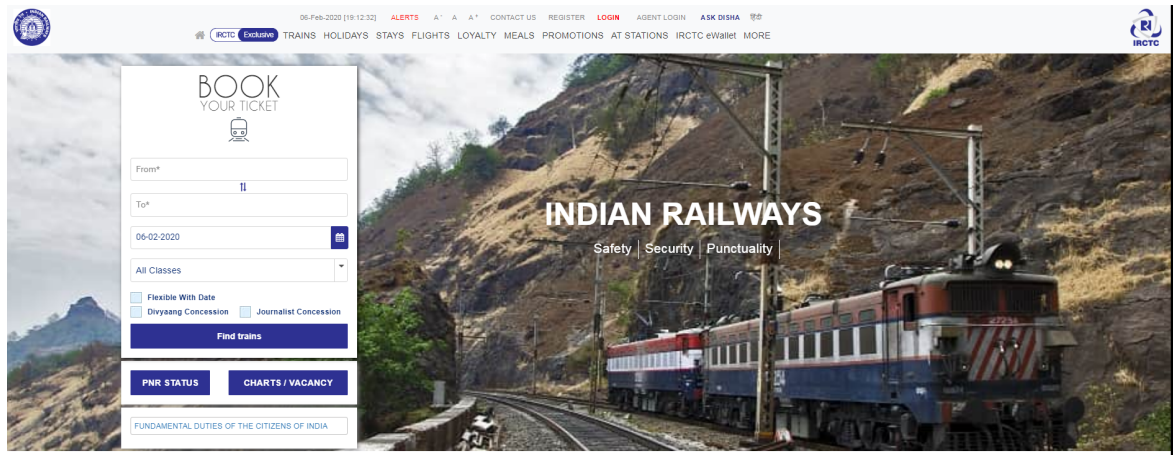 06-Feb-2020 [19:12:32] ALERTS A- A A+ CONTACT US REGISTER LOGIN AGENT LOGIN ASK DISHA हिंदी
IRCTC Exclusive TRAINS HOLIDAYS STAYS FLIGHTS LOYALTY MEALS PROMOTIONS AT STATIONS IRCTC eWallet MORE
IRCTC
BOOK
YOUR TICKET
From*
To*
06-02-2020
All Classes
Flexible With Date
Divyaang Concession Journalist Concession
Find trains
PNR STATUS CHARTS / VACANCY
FUNDAMENTAL DUTIES OF THE CITIZENS OF INDIA
INDIAN RAILWAYS
Safety | Security | Punctuality |